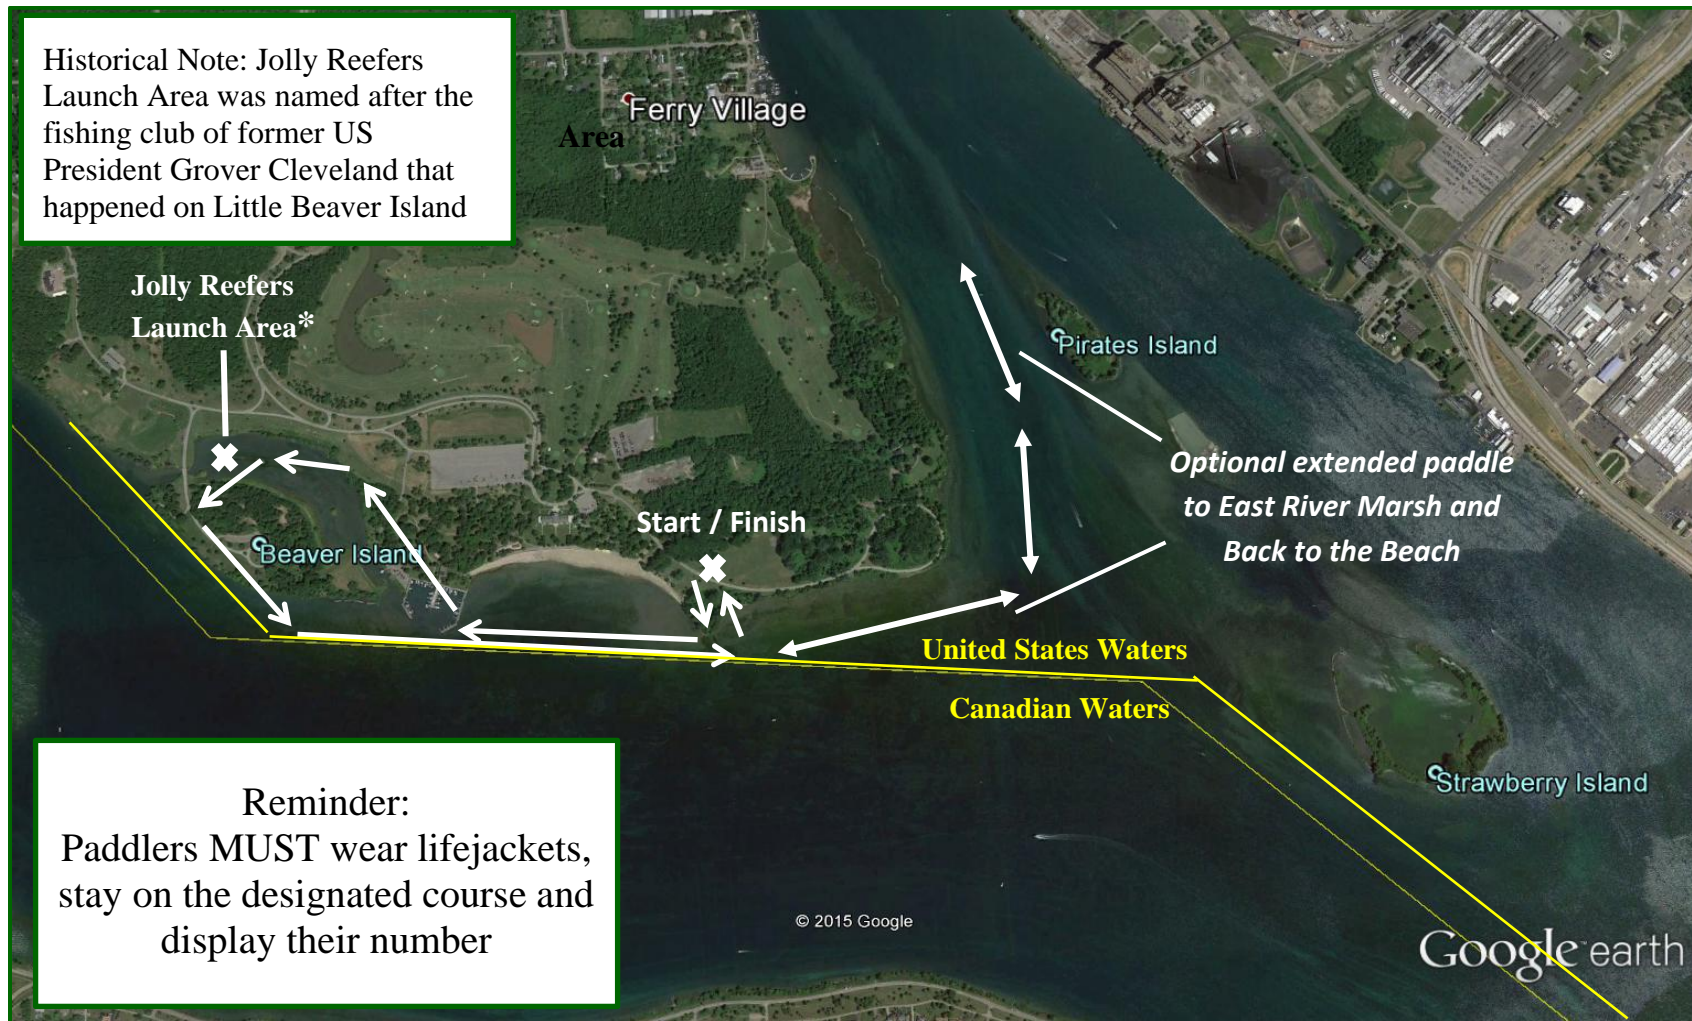 Historical Note: Jolly Reefers
Launch Area was named after the
fishing club of former US
President Grover Cleveland that
happened on Little Beaver Island
Ferry Village
Area
Jolly Reefers
Launch Area*
Pirates Island
Optional extended paddle
to East River Marsh and
Back to the Beach
Start / Finish
Beaver Island
United States Waters
Canadian Waters
Strawberry Island
Reminder:
Paddlers MUST wear lifejackets,
stay on the designated course and
display their number
© 2015 Google
Google earth